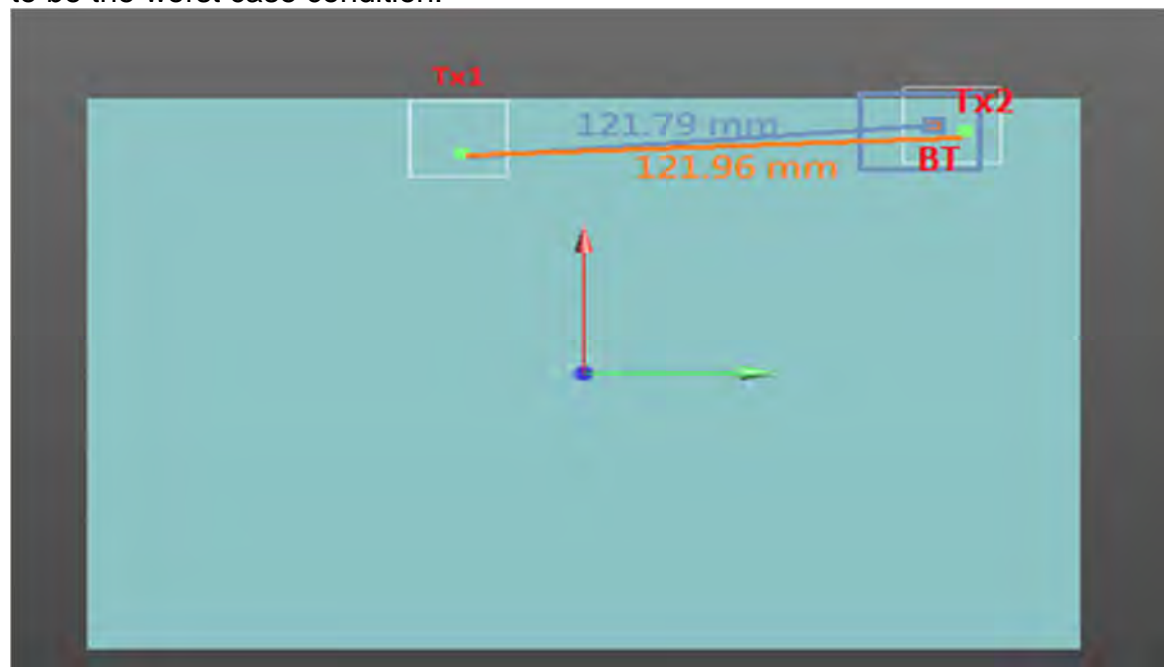 to be the worst case condition.
Tx1
Tx2
121.79 mm
BT
121.96 mm